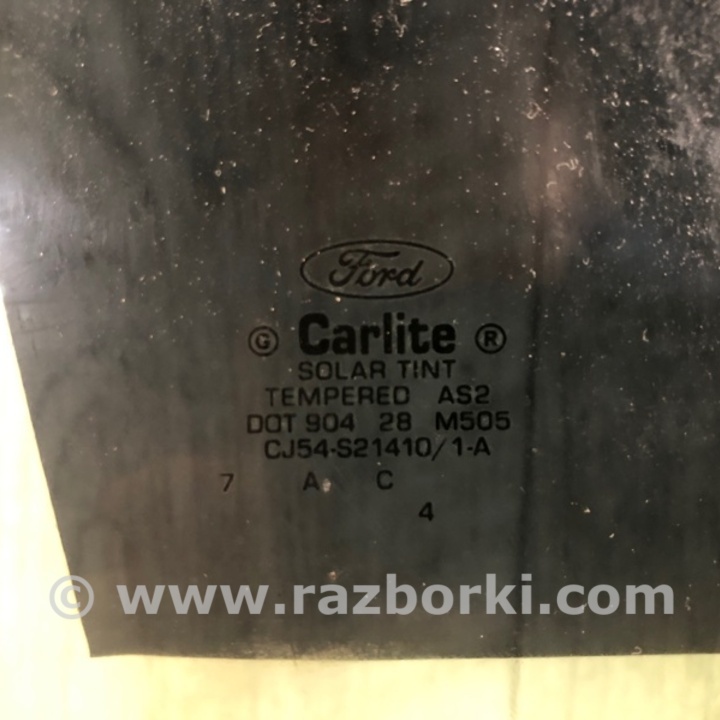 Ford
G Carlite ®
SOLAR TINT
TEMPERED AS2
DOT 904 28 M505
CJ54-S21410/1-A
7 A C
4
© www.razborki.com